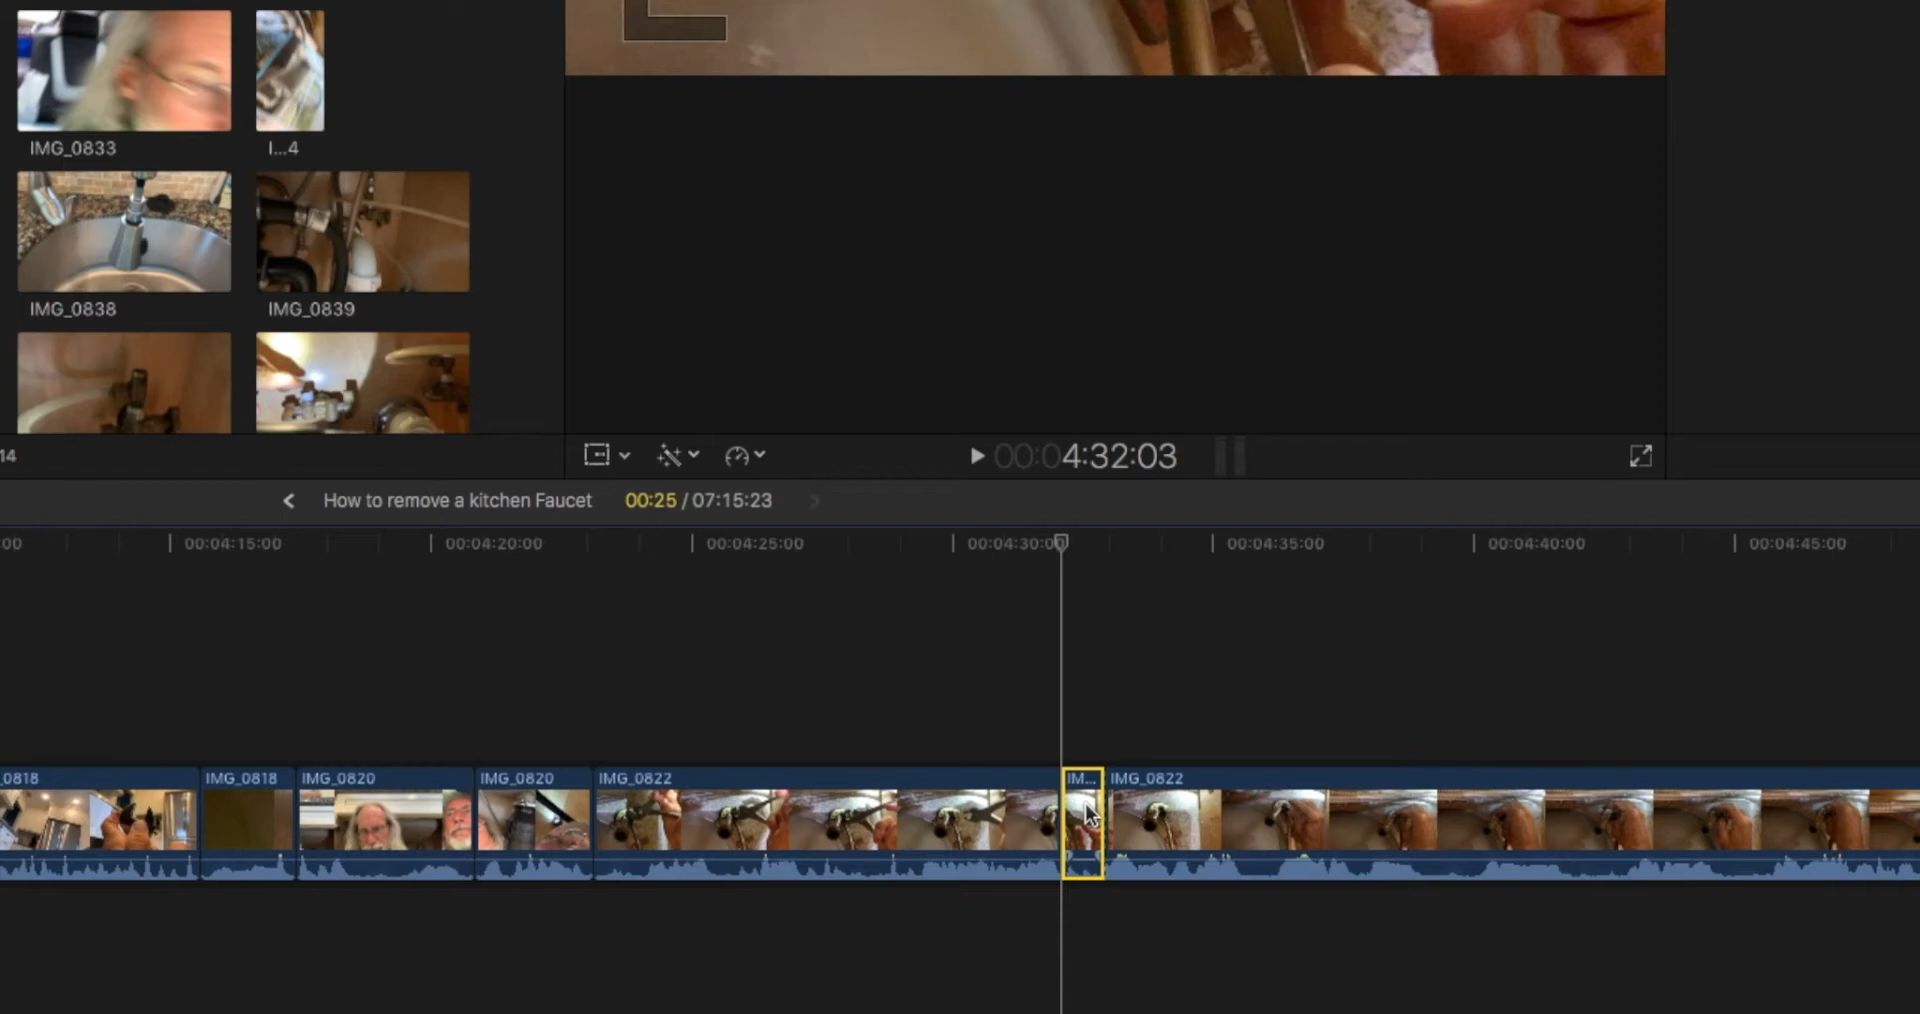 IMG_0833
I...4
IMG_0838
IMG_0839
14
00:04:32:03
How to remove a kitchen Faucet 00:25 / 07:15:23
:00 00:04:15:00 00:04:20:00 00:04:25:00 00:04:30:00 00:04:35:00 00:04:40:00 00:04:45:00
_0818 IMG_0818 IMG_0820 IMG_0820 IMG_0822 IM... IMG_0822